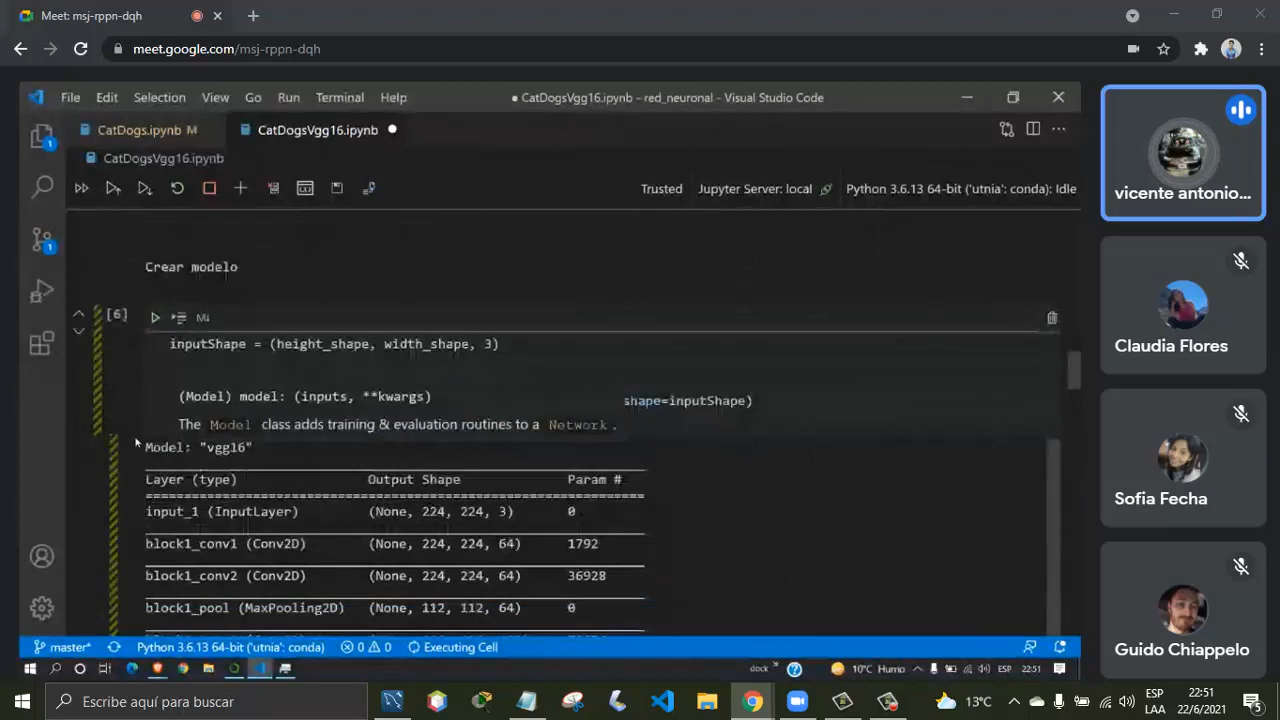 Meet: msj-rppn-dqh
meet.google.com/msj-rppn-dqh
File Edit Selection View Go Run Terminal Help
CatDogsVgg16.ipynb - red_neuronal - Visual Studio Code
CatDogs.ipynb M
CatDogsVgg16.ipynb
CatDogsVgg16.ipynb
Trusted Jupyter Server: local Python 3.6.13 64-bit ('utnia': conda): Idle
Crear modelo
[6]
M↓
inputShape = (height_shape, width_shape, 3)
(Model) model: (inputs, **kwargs)
shape=inputShape)
The Model class adds training & evaluation routines to a Network.
Model: "vgg16"
Layer (type) Output Shape Param #
=================================================================
input_1 (InputLayer) (None, 224, 224, 3) 0
block1_conv1 (Conv2D) (None, 224, 224, 64) 1792
block1_conv2 (Conv2D) (None, 224, 224, 64) 36928
block1_pool (MaxPooling2D) (None, 112, 112, 64) 0
1
1
master* Python 3.6.13 64-bit ('utnia': conda) 0 0 Executing Cell
dock » 10°C Humo ESP 22:51
vicente antonio...
Claudia Flores
Sofia Fecha
Guido Chiappelo
Escribe aquí para buscar
13°C
ESP
LAA
22:51
22/6/2021
5